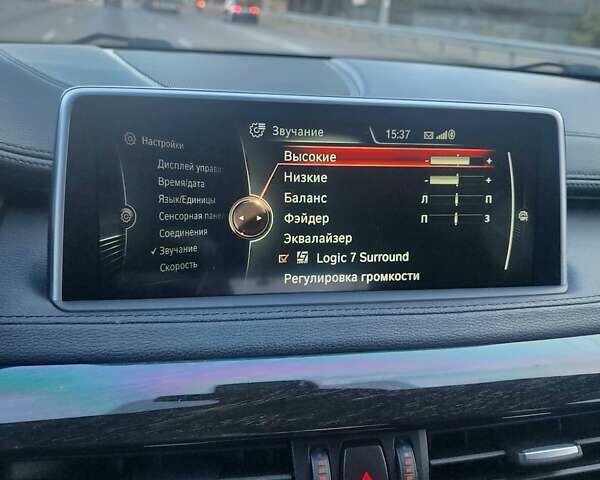 Настройки
Дисплей управ
Время/дата
Язык/Единицы
Сенсорная пане
Соединения
✓ Звучание
Скорость
Звучание 15:37
Высокие - +
Низкие - +
Баланс Л П
Фэйдер П З
Эквалайзер
Logic 7 Surround
Регулировка громкости